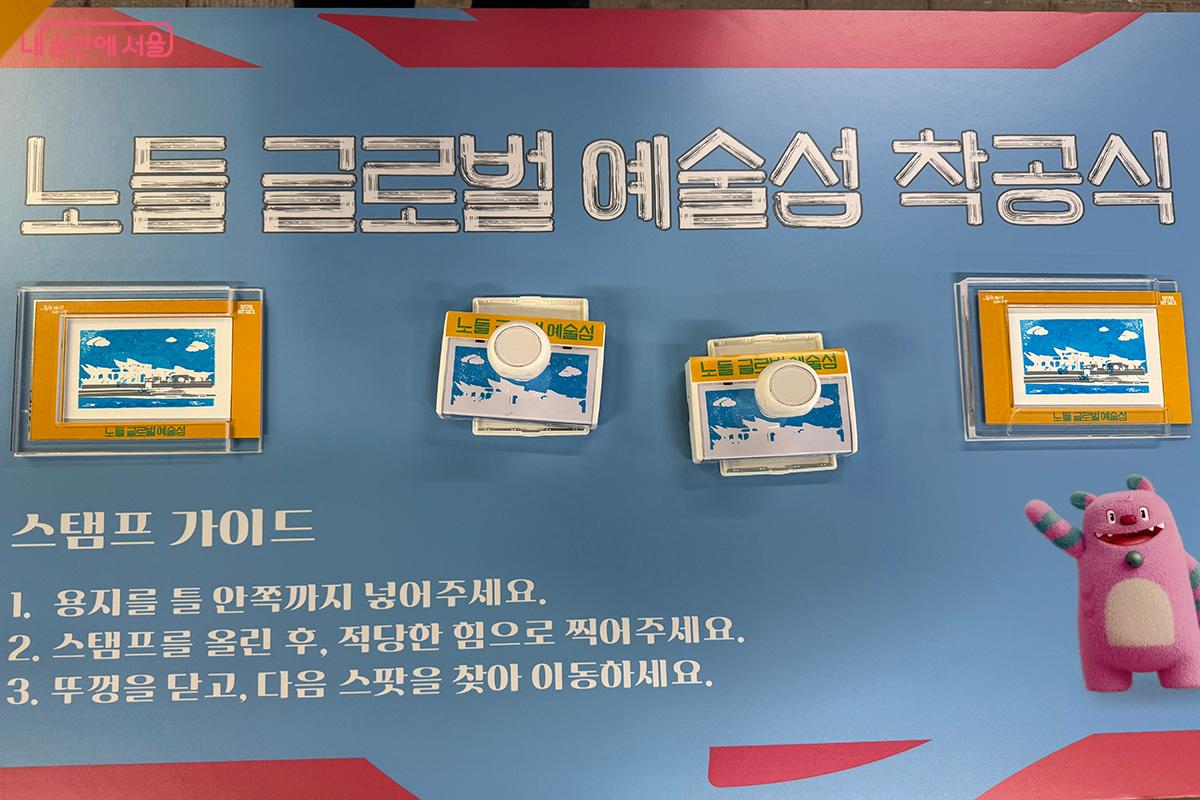 내 손안에 서울
노들 글로벌 예술섬 착공식
노들 글로벌 예술섬
노들 글로벌 예술섬
노들 글로벌 예술섬
노들 글로벌 예술섬
스탬프 가이드
1. 용지를 틀 안쪽까지 넣어주세요.
2. 스탬프를 올린 후, 적당한 힘으로 찍어주세요.
3. 뚜껑을 닫고, 다음 스팟을 찾아 이동하세요.